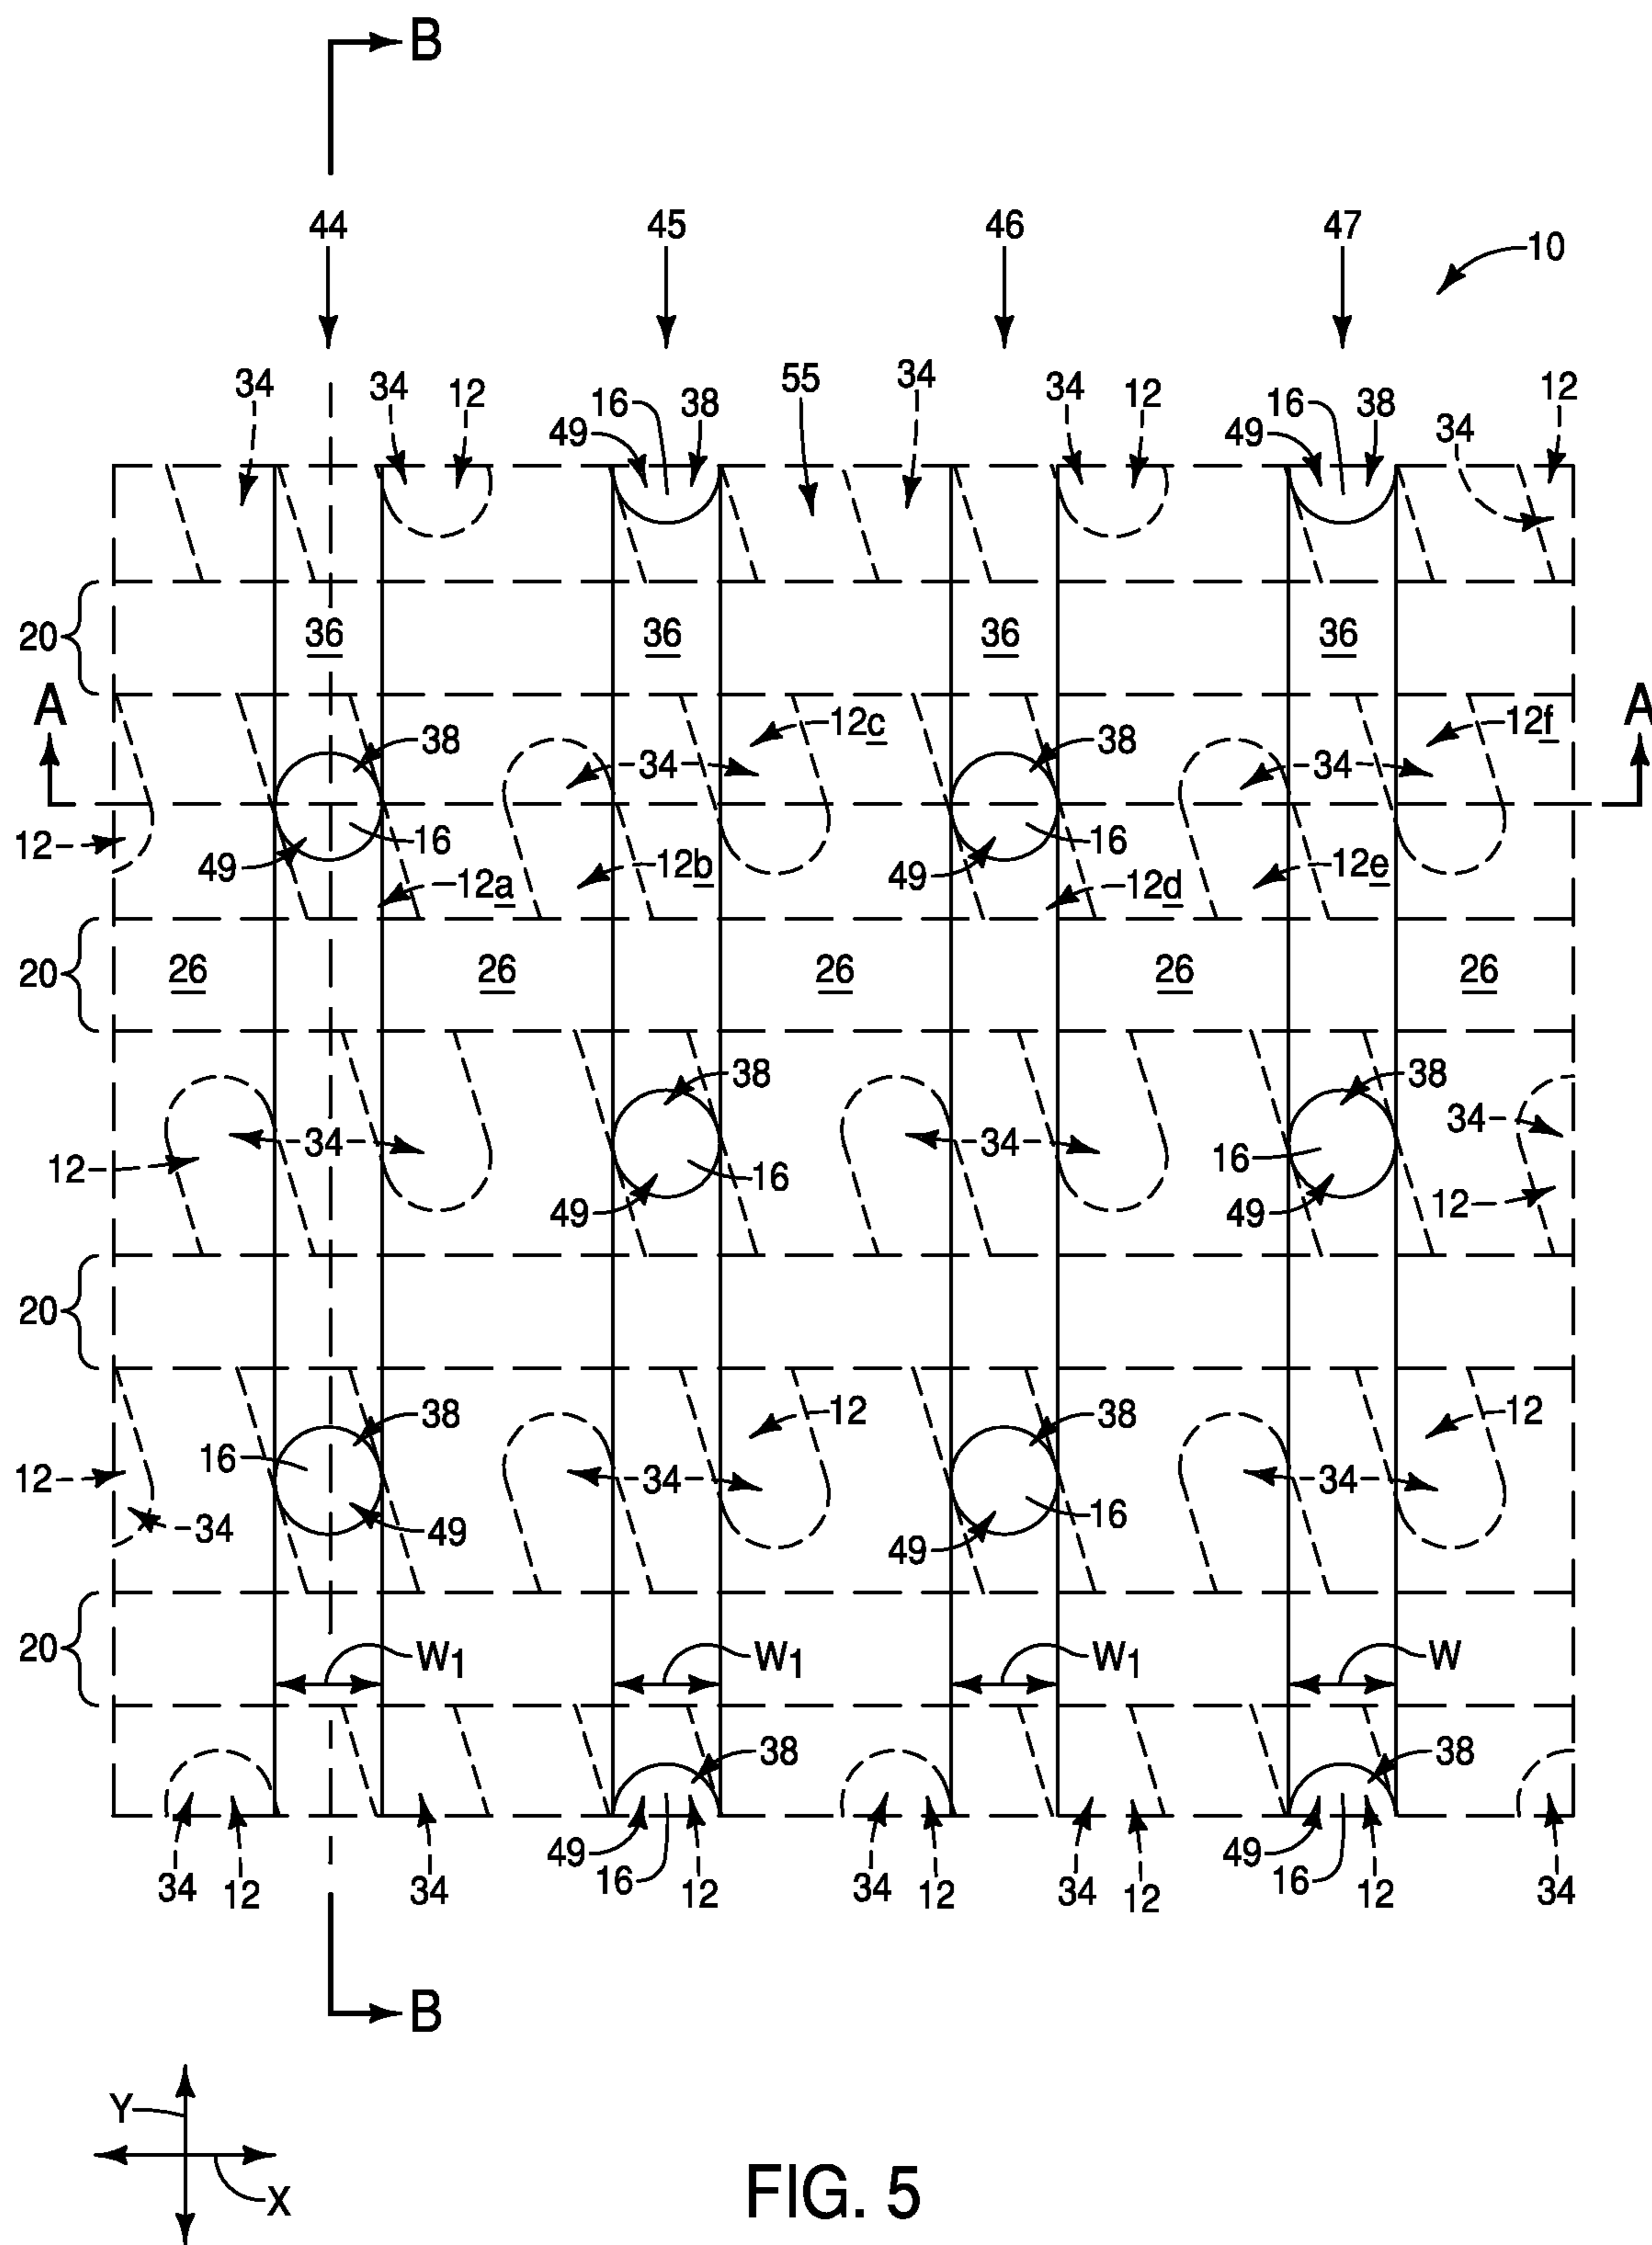 B
44 45 46 47
10
34 34 12 16 38 55 34 34 12 16 38 12
49 49 34
20 36 36 36 36
A A
38 12c 38 12f
34 34
12 16 16
49 12b 49 12e
12a 12d
20 26 26 26 26 26
38 38
34 34 34
12 16 16 12
49 49
20
38 12 38 12
16
12 34 34
34 49 16
49
20
W1 W1 W1 W
38 38
49 49
34 12 34 16 12 34 12 34 12 16 12 34
B
Y
X
FIG. 5